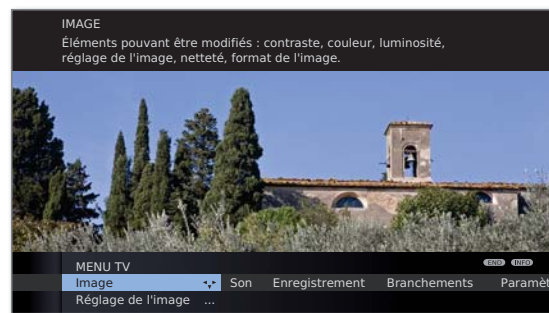 IMAGE
Éléments pouvant être modifiés : contraste, couleur, luminosité,
réglage de l'image, netteté, format de l'image.
MENU TV
END INFO
Image Son Enregistrement Branchements Paramèt
Réglage de l'image ...